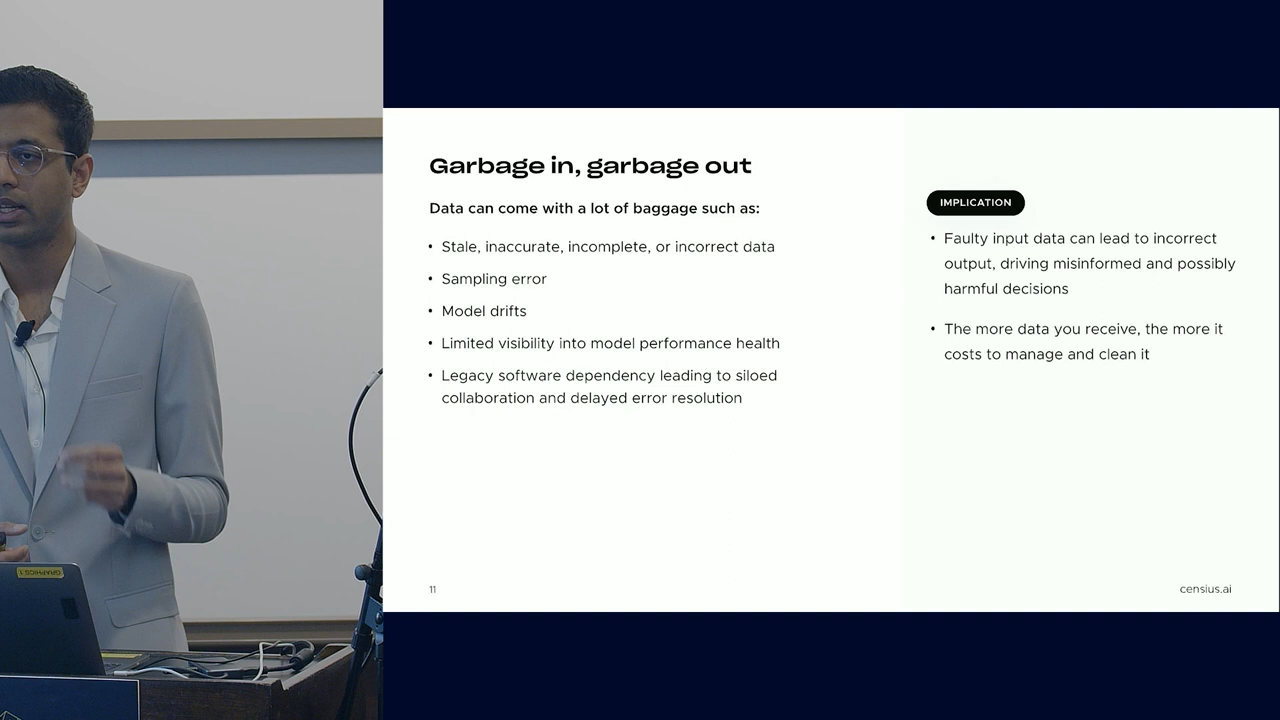 Garbage in, garbage out
Data can come with a lot of baggage such as:
• Stale, inaccurate, incomplete, or incorrect data
• Sampling error
• Model drifts
• Limited visibility into model performance health
• Legacy software dependency leading to siloed
collaboration and delayed error resolution
IMPLICATION
• Faulty input data can lead to incorrect
output, driving misinformed and possibly
harmful decisions
• The more data you receive, the more it
costs to manage and clean it
11
censius.ai
GRAPHICS 1